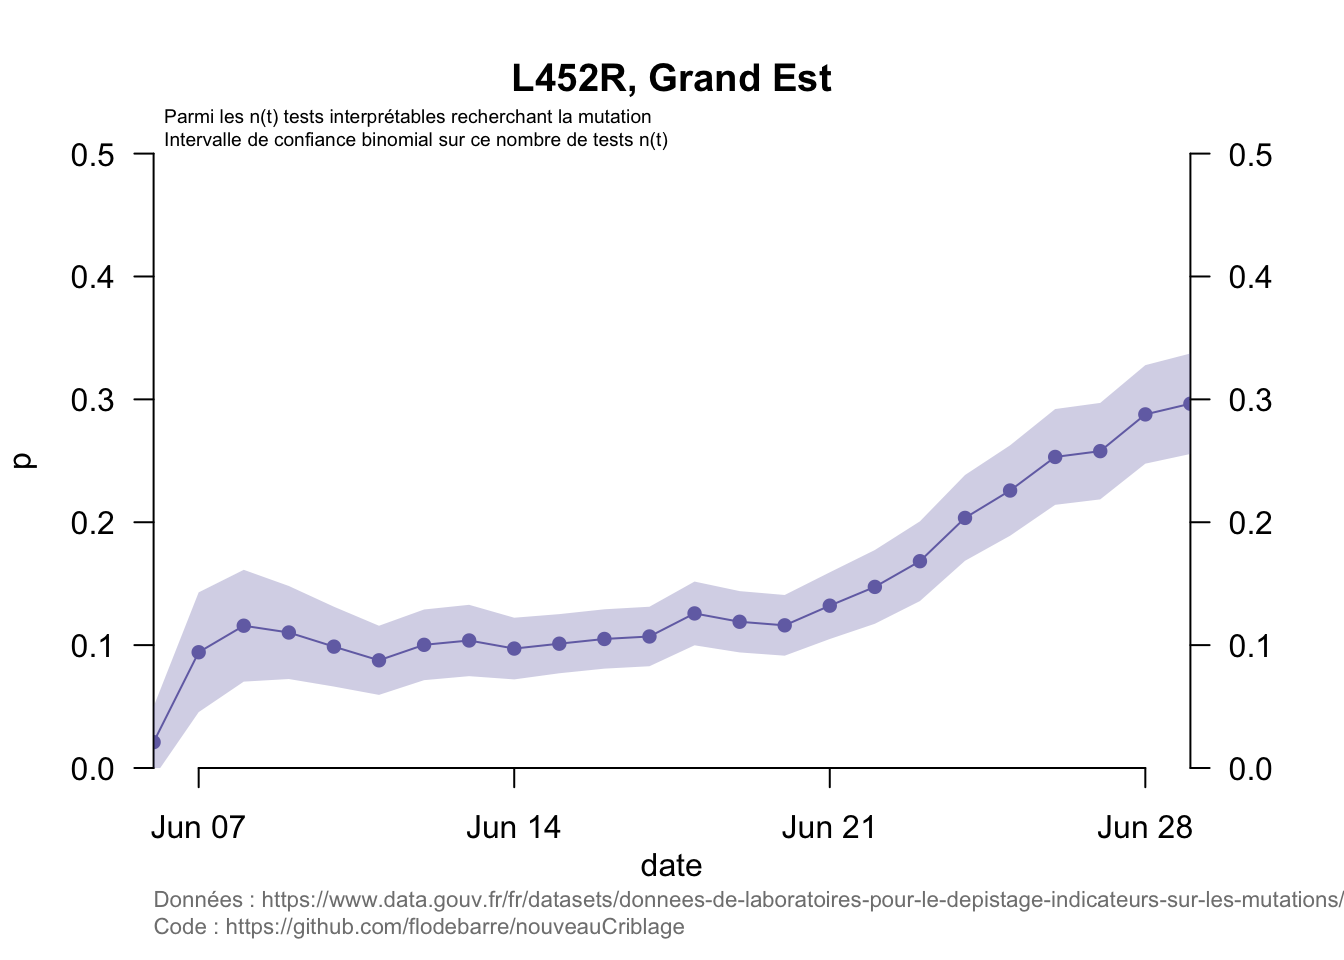 L452R, Grand Est
Parmi les n(t) tests interprétables recherchant la mutation
Intervalle de confiance binomial sur ce nombre de tests n(t)
0.5
0.4
0.3
0.2
0.1
0.0
p
0.5
0.4
0.3
0.2
0.1
0.0
Jun 07 Jun 14 Jun 21 Jun 28
date
Données : https://www.data.gouv.fr/fr/datasets/donnees-de-laboratoires-pour-le-depistage-indicateurs-sur-les-mutations/
Code : https://github.com/flodebarre/nouveauCriblage